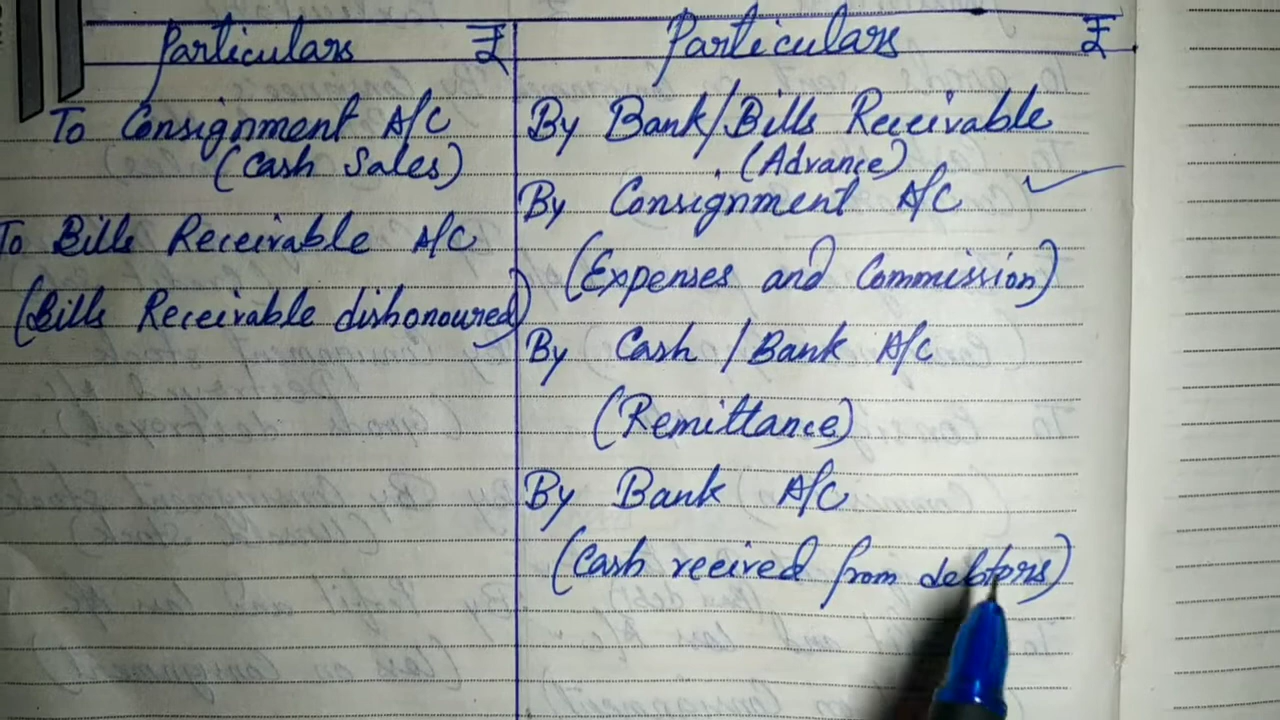 Particulars ₹ Particulars ₹
To Consignment A/C
(Cash Sales)
To Bills Receivable A/C
(Bills Receivable dishonoured)
By Bank/Bills Receivable
(Advance)
By Consignment A/C
(Expenses and Commission)
By Cash / Bank A/C
(Remittance)
By Bank A/C
(Cash reeived from debtors)